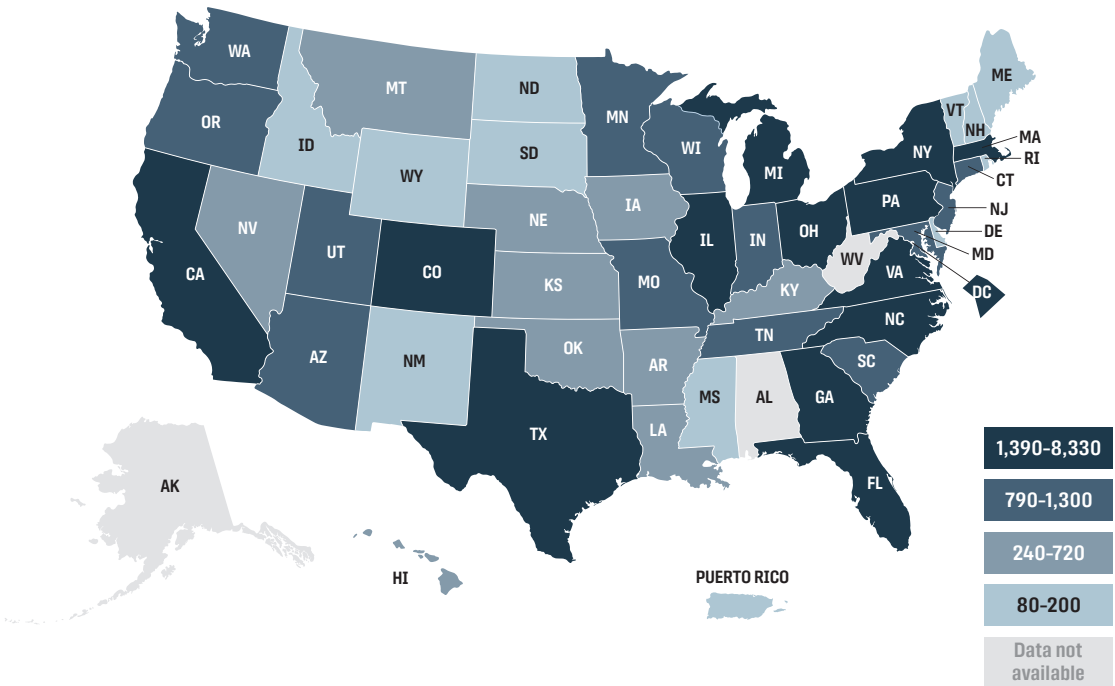 WA
MT
ND
MN
ME
VT
NH
OR
ID
SD
WI
NY
MA
RI
CT
WY
MI
PA
NJ
DE
MD
NV
UT
NE
IA
IL
IN
OH
WV
VA
DC
CA
CO
KS
MO
KY
NC
AZ
NM
OK
AR
TN
SC
MS
AL
GA
TX
LA
FL
AK
HI
PUERTO RICO
1,390-8,330
790-1,300
240-720
80-200
Data not
available